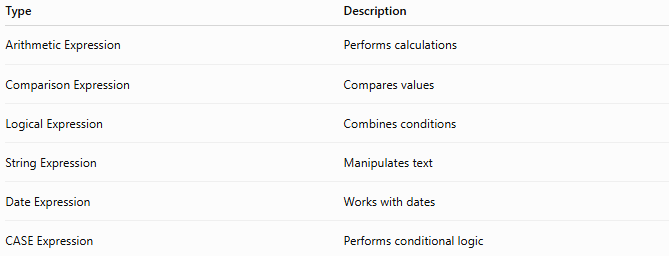 Type Description
Arithmetic Expression Performs calculations
Comparison Expression Compares values
Logical Expression Combines conditions
String Expression Manipulates text
Date Expression Works with dates
CASE Expression Performs conditional logic